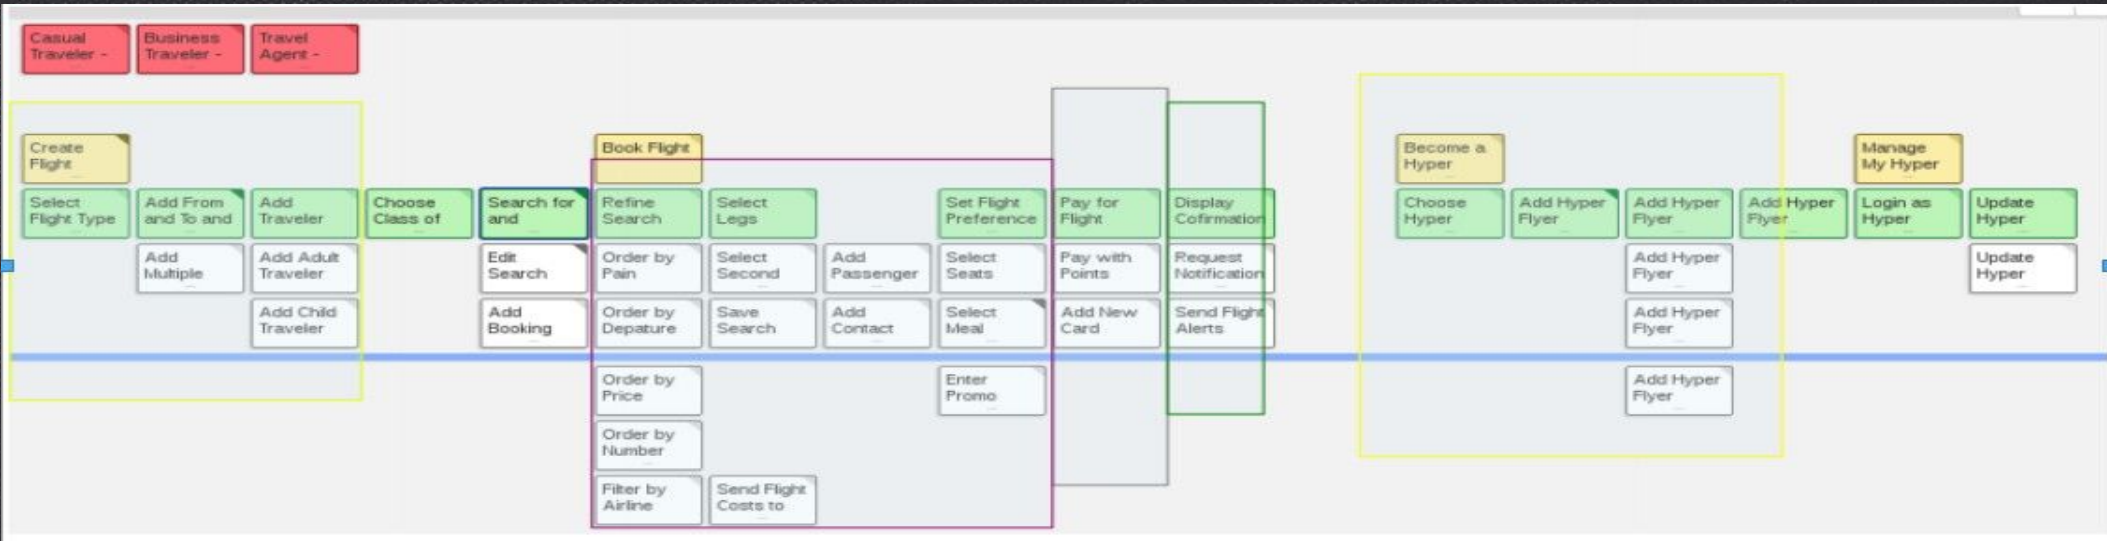 Casual
Traveler -
Business
Traveler -
Travel
Agent -
Create
Flight
Book Flight
Become a
Hyper
Manage
My Hyper
Select
Flight Type
Add From
and To and
Add
Traveler
Choose
Class of
Search for
and
Refine
Search
Select
Legs
Set Flight
Preference
Pay for
Flight
Display
Cofirmation
Choose
Hyper
Add Hyper
Flyer
Add Hyper
Flyer
Add Hyper
Flyer
Login as
Hyper
Update
Hyper
Add
Multiple
Add Adult
Traveler
Edit
Search
Order by
Pain
Select
Second
Add
Passenger
Select
Seats
Pay with
Points
Request
Notification
Add Hyper
Flyer
Update
Hyper
Add Child
Traveler
Add
Booking
Order by
Depature
Save
Search
Add
Contact
Select
Meal
Add New
Card
Send Flight
Alerts
Add Hyper
Flyer
Order by
Price
Enter
Promo
Add Hyper
Flyer
Order by
Number
Filter by
Airline
Send Flight
Costs to